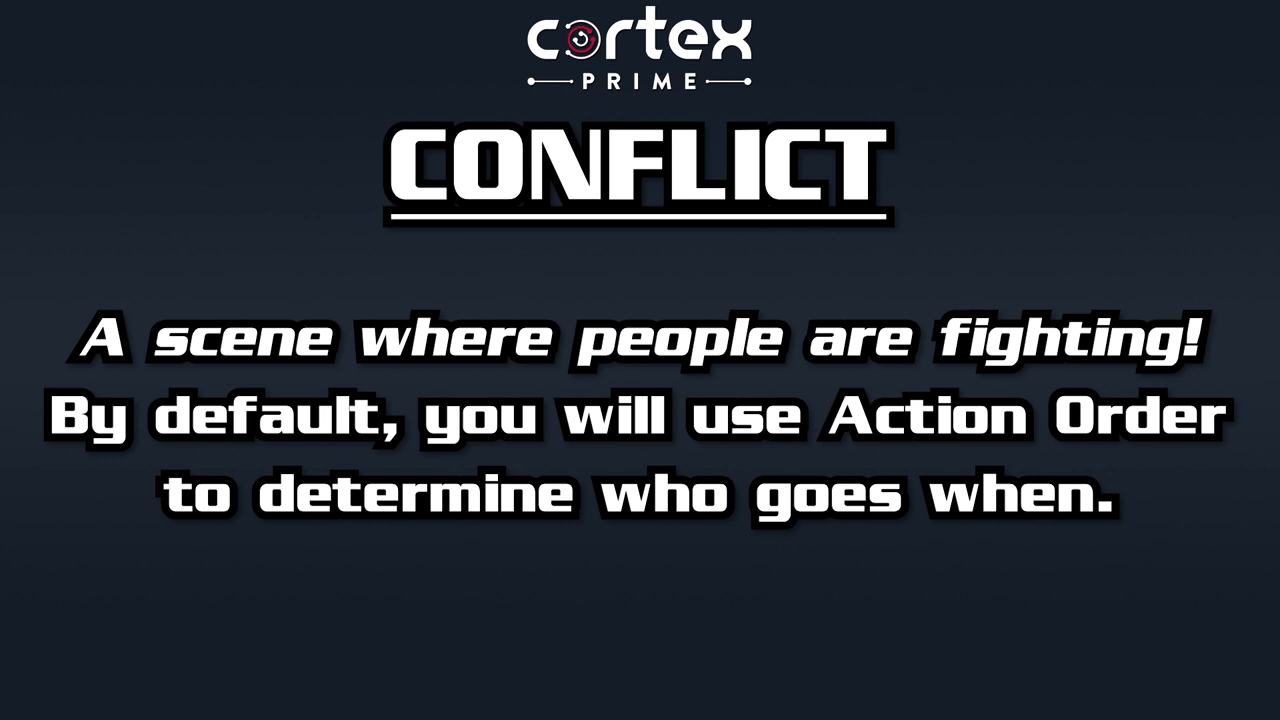 cortex
PRIME
CONFLICT
A scene where people are fighting!
By default, you will use Action Order
to determine who goes when.